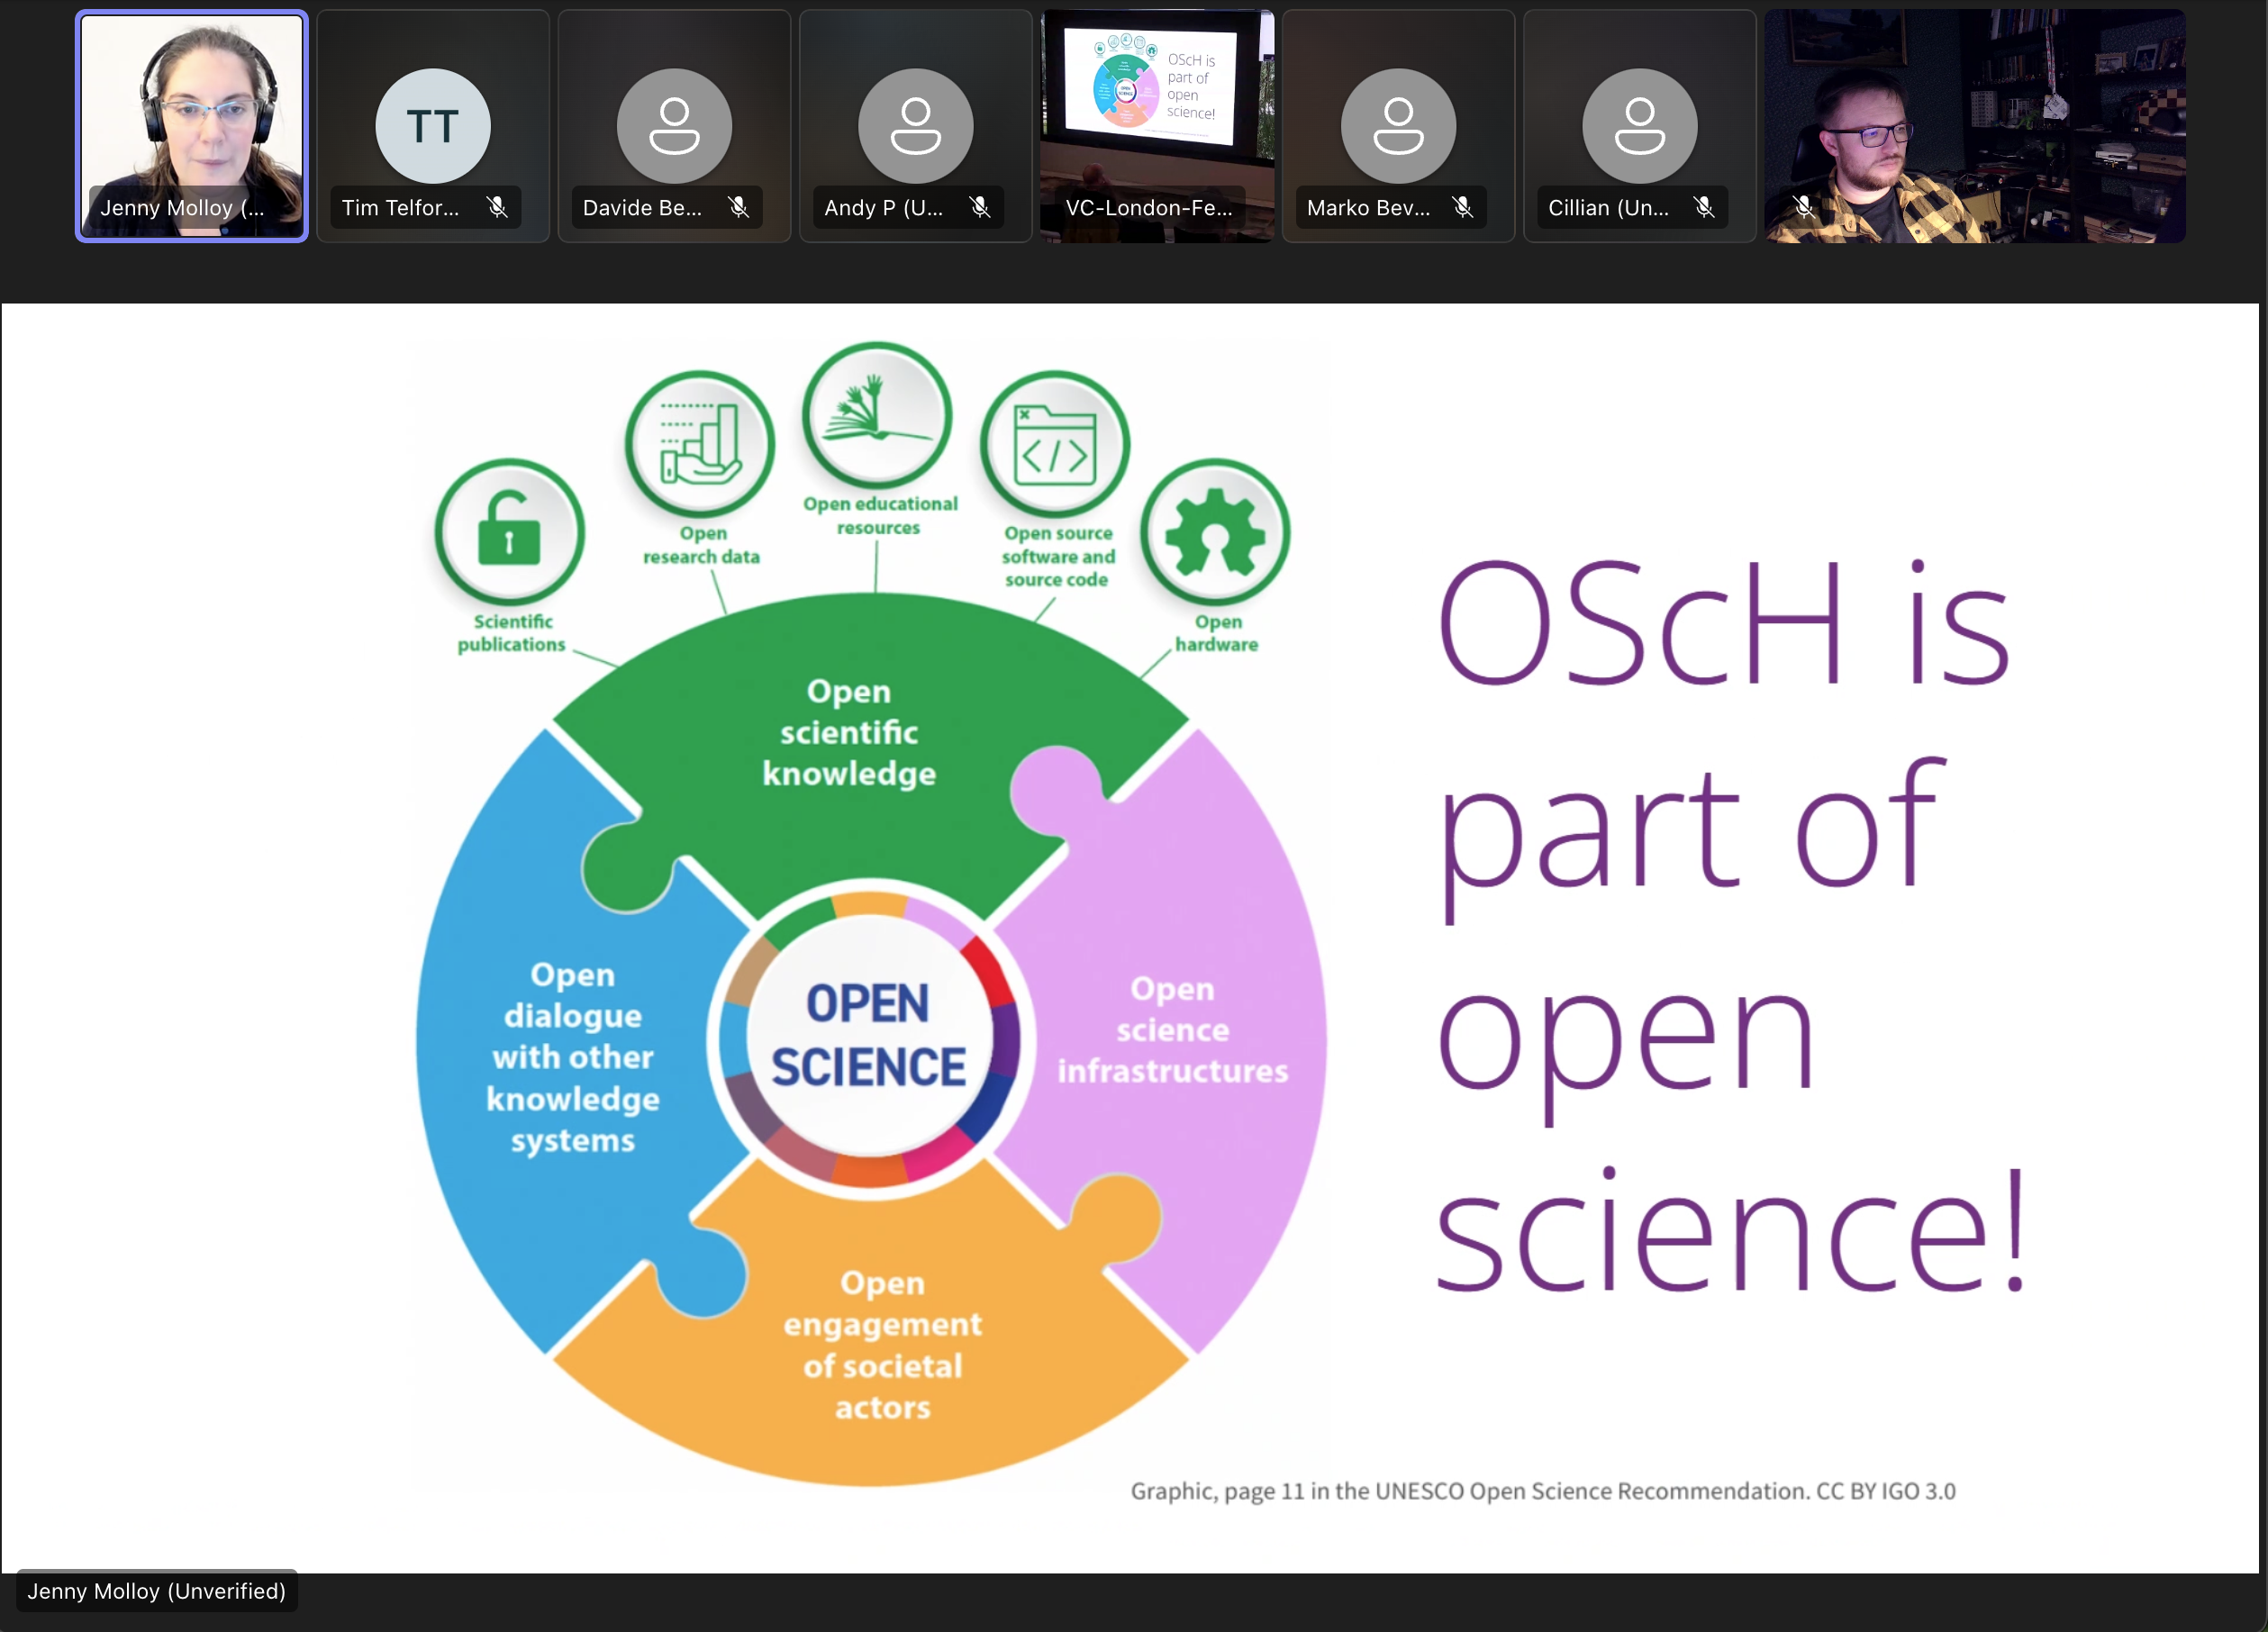 Jenny Molloy (...
TT
Tim Telfor...
Davide Be...
Andy P (U...
OScH is
part of
open
science!
VC-London-Fe...
Marko Bev...
Cillian (Un...
Open educational
resources
Open
research data
Open source
software and
source code
Scientific
publications
Open
hardware
Open
scientific
knowledge
Open
dialogue
with other
knowledge
systems
OPEN
SCIENCE
Open
science
infrastructures
Open
engagement
of societal
actors
OScH is
part of
open
science!
Graphic, page 11 in the UNESCO Open Science Recommendation. CC BY IGO 3.0
Jenny Molloy (Unverified)